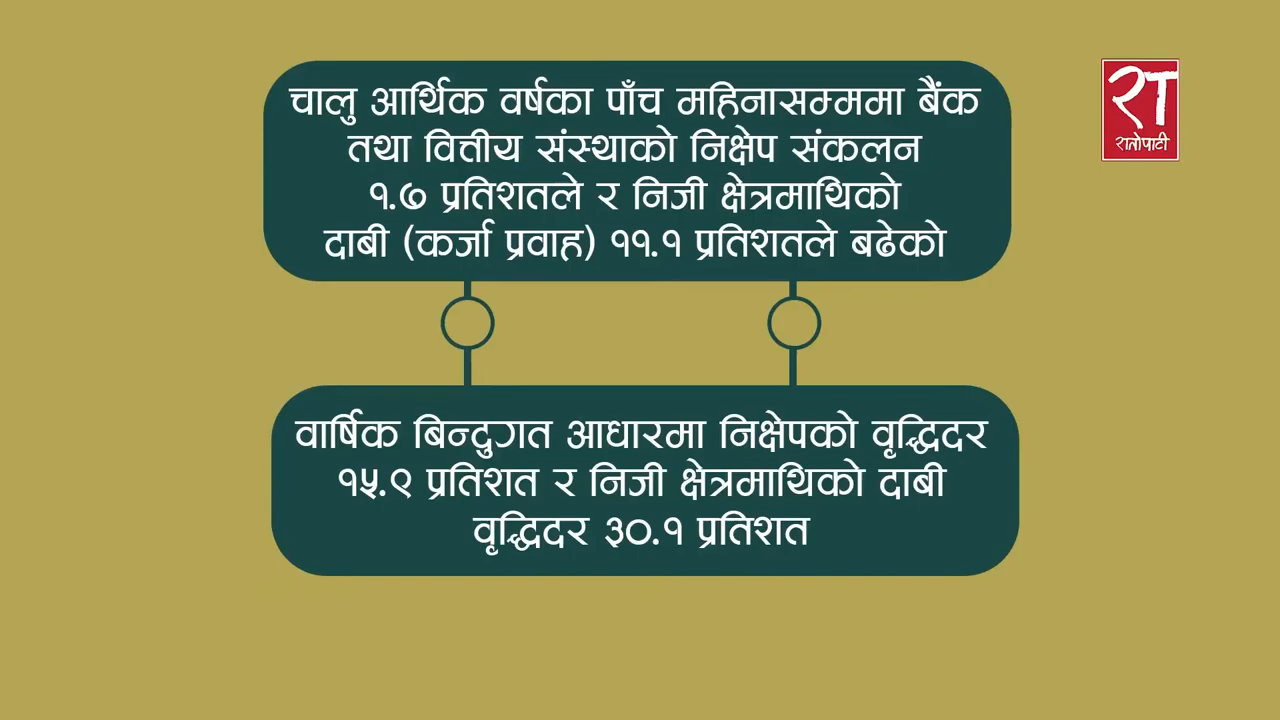 चालु आर्थिक वर्षका पाँच महिनासम्ममा बैंक
तथा वित्तीय संस्थाको निक्षेप संकलन
१.७ प्रतिशतले र निजी क्षेत्रमाथिको
दाबी (कर्जा प्रवाह) ११.१ प्रतिशतले बढेको
वार्षिक बिन्दुगत आधारमा निक्षेपको वृद्धिदर
१५.९ प्रतिशत र निजी क्षेत्रमाथिको दाबी
वृद्धिदर ३०.१ प्रतिशत
रा
रातोपाटी